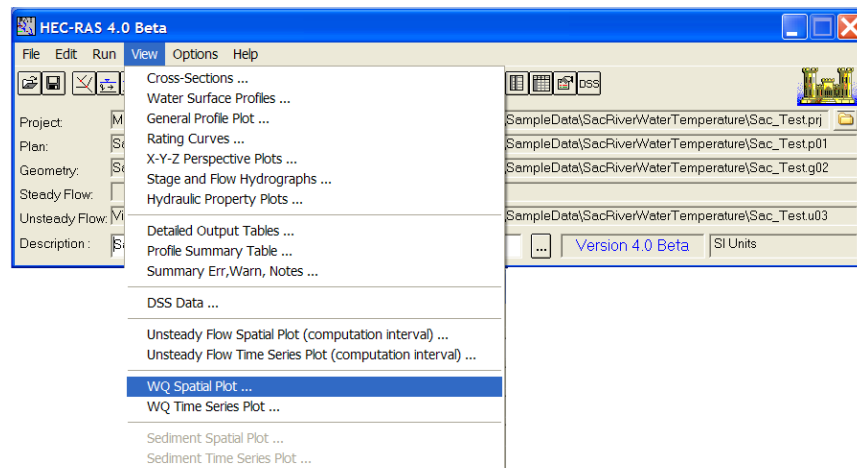 HEC-RAS 4.0 Beta
File Edit Run View Options Help
DSS
Cross-Sections ...
Water Surface Profiles ...
General Profile Plot ...
Rating Curves ...
X-Y-Z Perspective Plots ...
Stage and Flow Hydrographs ...
Hydraulic Property Plots ...
Detailed Output Tables ...
Profile Summary Table ...
Summary Err,Warn, Notes ...
DSS Data ...
Unsteady Flow Spatial Plot (computation interval) ...
Unsteady Flow Time Series Plot (computation interval) ...
WQ Spatial Plot ...
WQ Time Series Plot ...
Sediment Spatial Plot ...
Sediment Time Series Plot ...
Project: SampleData\SacRiverWaterTemperature\Sac_Test.prj
Plan: SampleData\SacRiverWaterTemperature\Sac_Test.p01
Geometry: SampleData\SacRiverWaterTemperature\Sac_Test.g02
Steady Flow:
Unsteady Flow: SampleData\SacRiverWaterTemperature\Sac_Test.u03
Description : ... Version 4.0 Beta SI Units